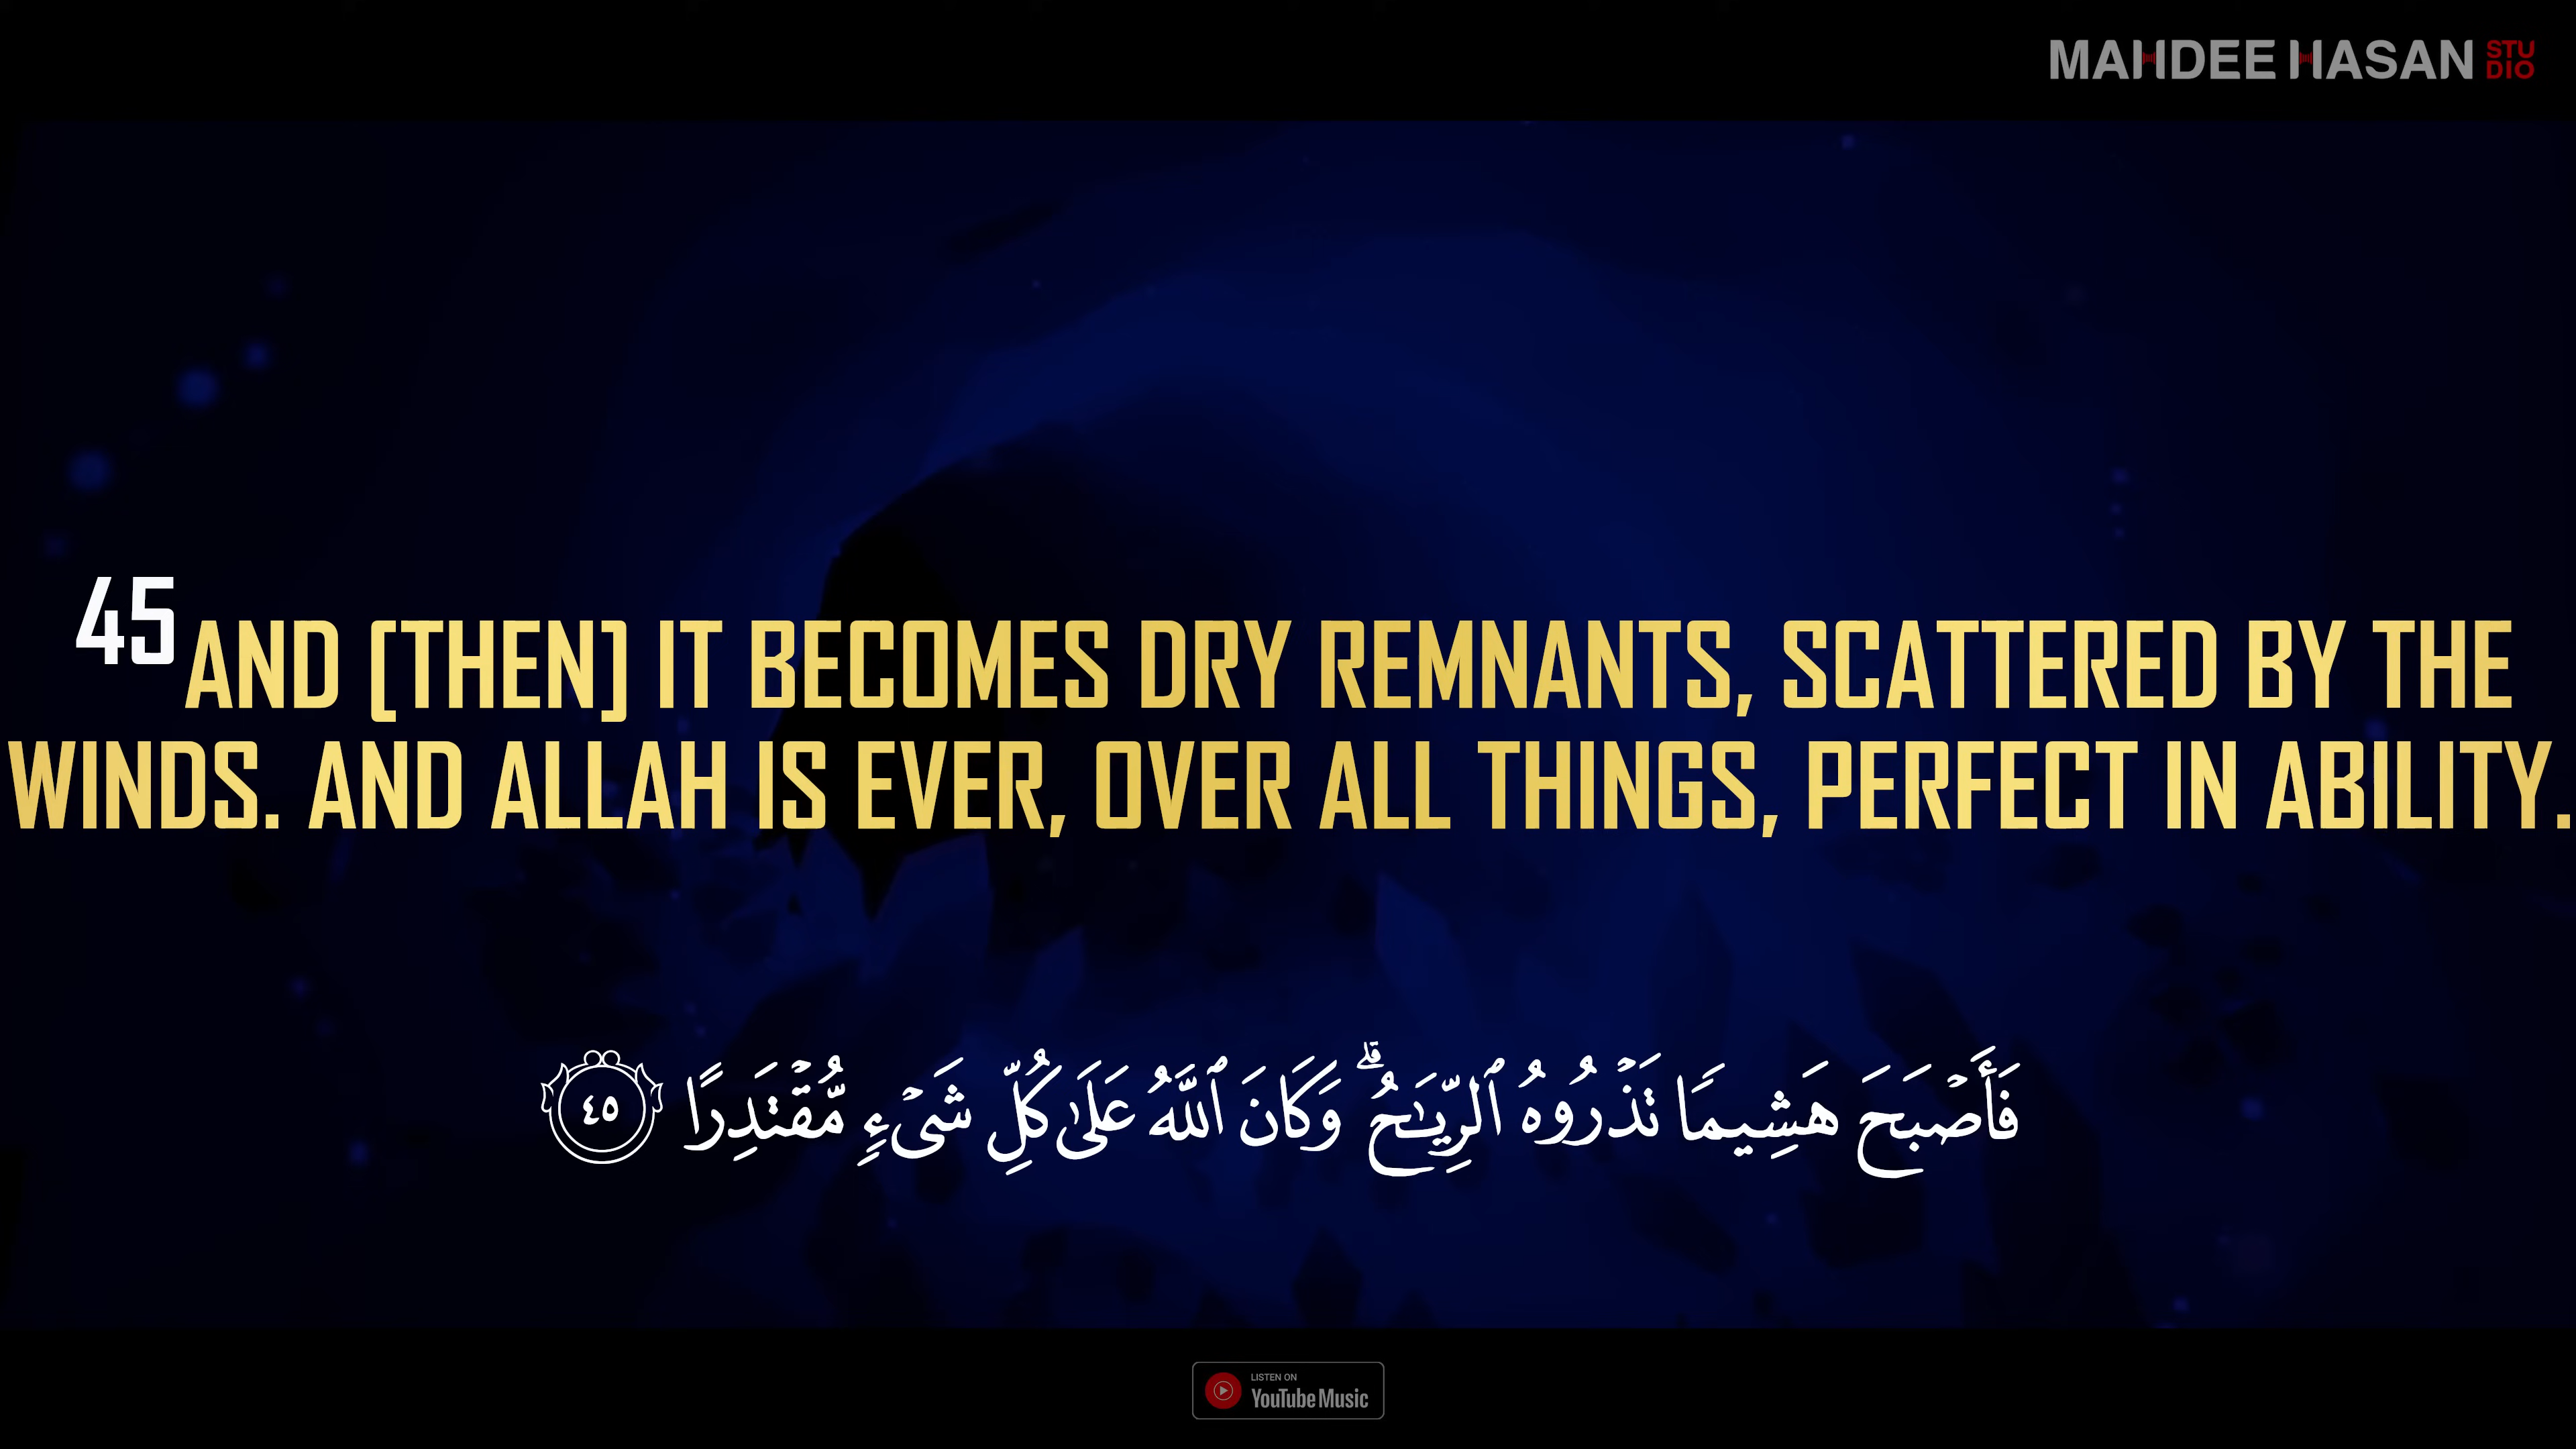 MAHDEE HASAN STUDIO
45 AND [THEN] IT BECOMES DRY REMNANTS, SCATTERED BY THE
WINDS. AND ALLAH IS EVER, OVER ALL THINGS, PERFECT IN ABILITY.
فَأَصۡبَحَ هَشِيمٗا تَذۡرُوهُ ٱلرِّيَٰحُۗ وَكَانَ ٱللَّهُ عَلَىٰ كُلِّ شَيۡءٖ مُّقۡتَدِرًا ٤٥
LISTEN ON
YouTube Music